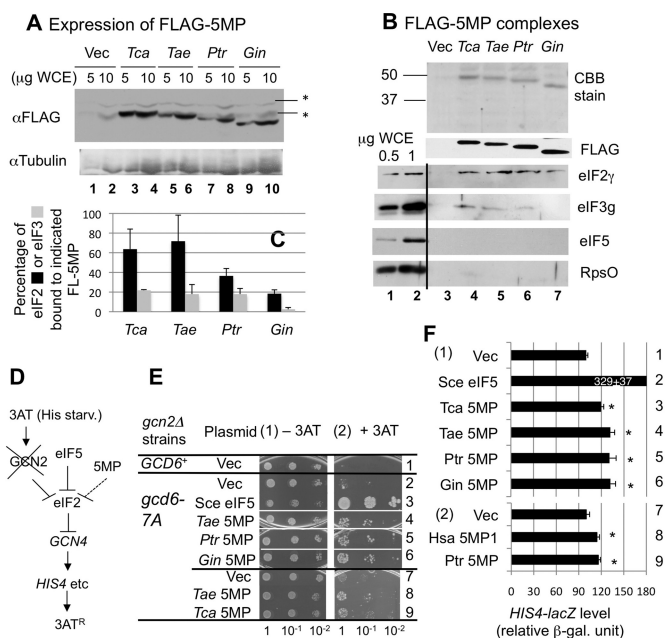 A Expression of FLAG-5MP
Vec Tca Tae Ptr Gin
(μg WCE) 5 10 5 10 5 10 5 10 5 10
*
*
αFLAG
αTubulin
1 2 3 4 5 6 7 8 9 10
B FLAG-5MP complexes
Vec Tca Tae Ptr Gin
50
37
CBB
stain
μg WCE
0.5 1
FLAG
eIF2γ
eIF3g
eIF5
RpsO
1 2 3 4 5 6 7
C
Percentage of
eIF2 ■ or eIF3
bound to indicated
FL-5MP
100
80
60
40
20
0
Tca Tae Ptr Gin
D
3AT (His starv.)
GCN2
eIF5
5MP
eIF2
GCN4
HIS4 etc
3ATᴿ
E
gcn2Δ
strains
Plasmid (1) – 3AT (2) + 3AT
GCD6⁺ Vec 1
gcd6-
7A
Vec 2
Sce eIF5 3
Tae 5MP 4
Ptr 5MP 5
Gin 5MP 6
Vec 7
Tae 5MP 8
Tca 5MP 9
1 10⁻¹ 10⁻² 1 10⁻¹ 10⁻²
F
(1) Vec 1
Sce eIF5 329+37 2
Tca 5MP * 3
Tae 5MP * 4
Ptr 5MP * 5
Gin 5MP * 6
(2) Vec 7
Hsa 5MP1 * 8
Ptr 5MP * 9
0 30 60 90 120 150 180
HIS4-lacZ level
(relative β-gal. unit)